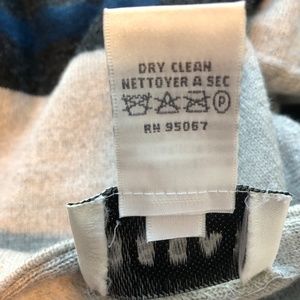 DRY CLEAN
NETTOYER A SEC
P
RN 95067